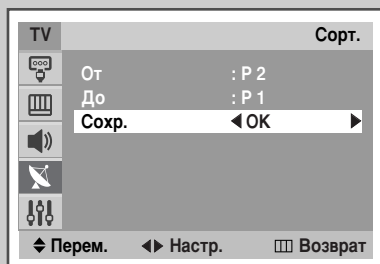 TV Сорт.
От : P 2
До : P 1
Сохр. ◀ OK ▶
Перем. Настр. Возврат